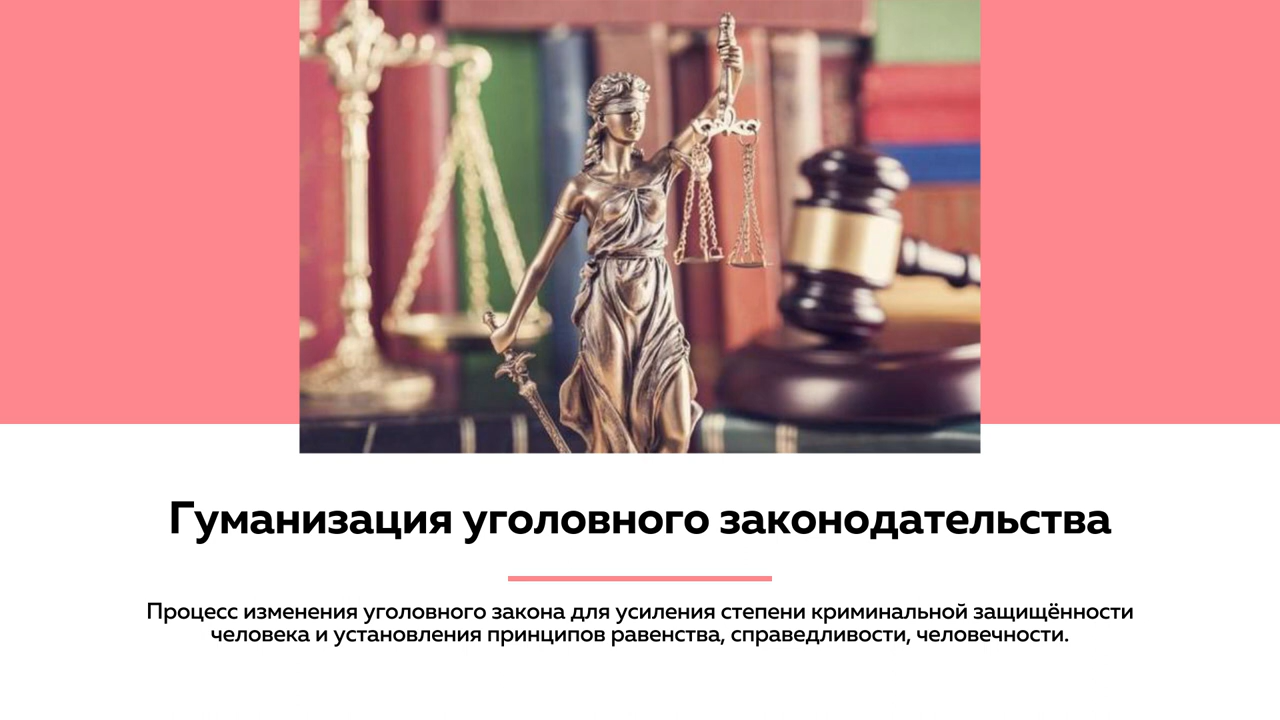 Гуманизация уголовного законодательства
Процесс изменения уголовного закона для усиления степени криминальной защищённости
человека и установления принципов равенства, справедливости, человечности.